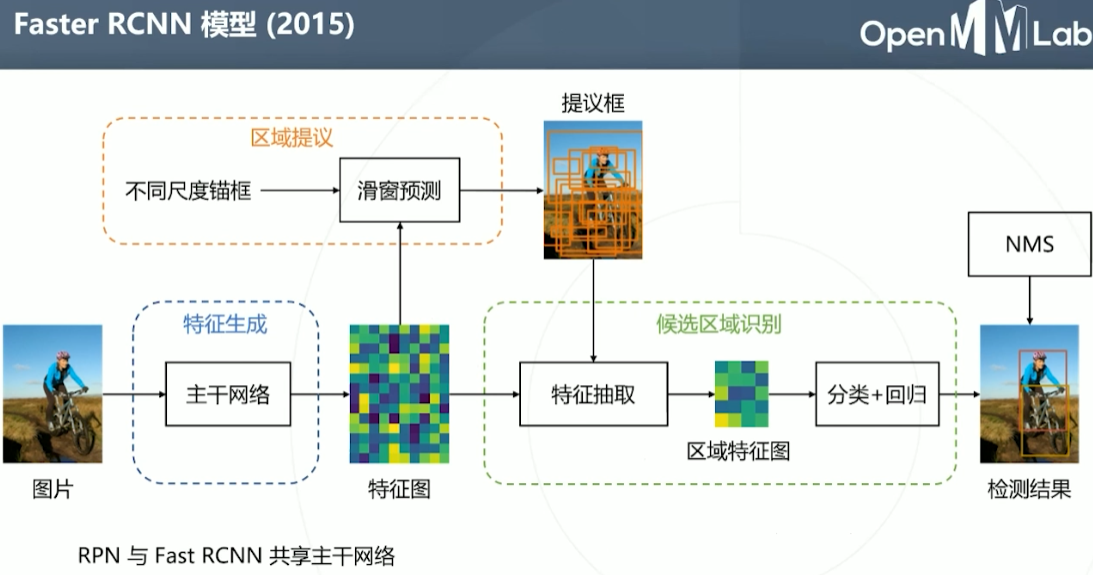 Faster RCNN 模型 (2015)
OpenMMLab
提议框
区域提议
不同尺度锚框
滑窗预测
NMS
特征生成
候选区域识别
主干网络
特征抽取
分类+回归
区域特征图
图片
特征图
检测结果
RPN 与 Fast RCNN 共享主干网络